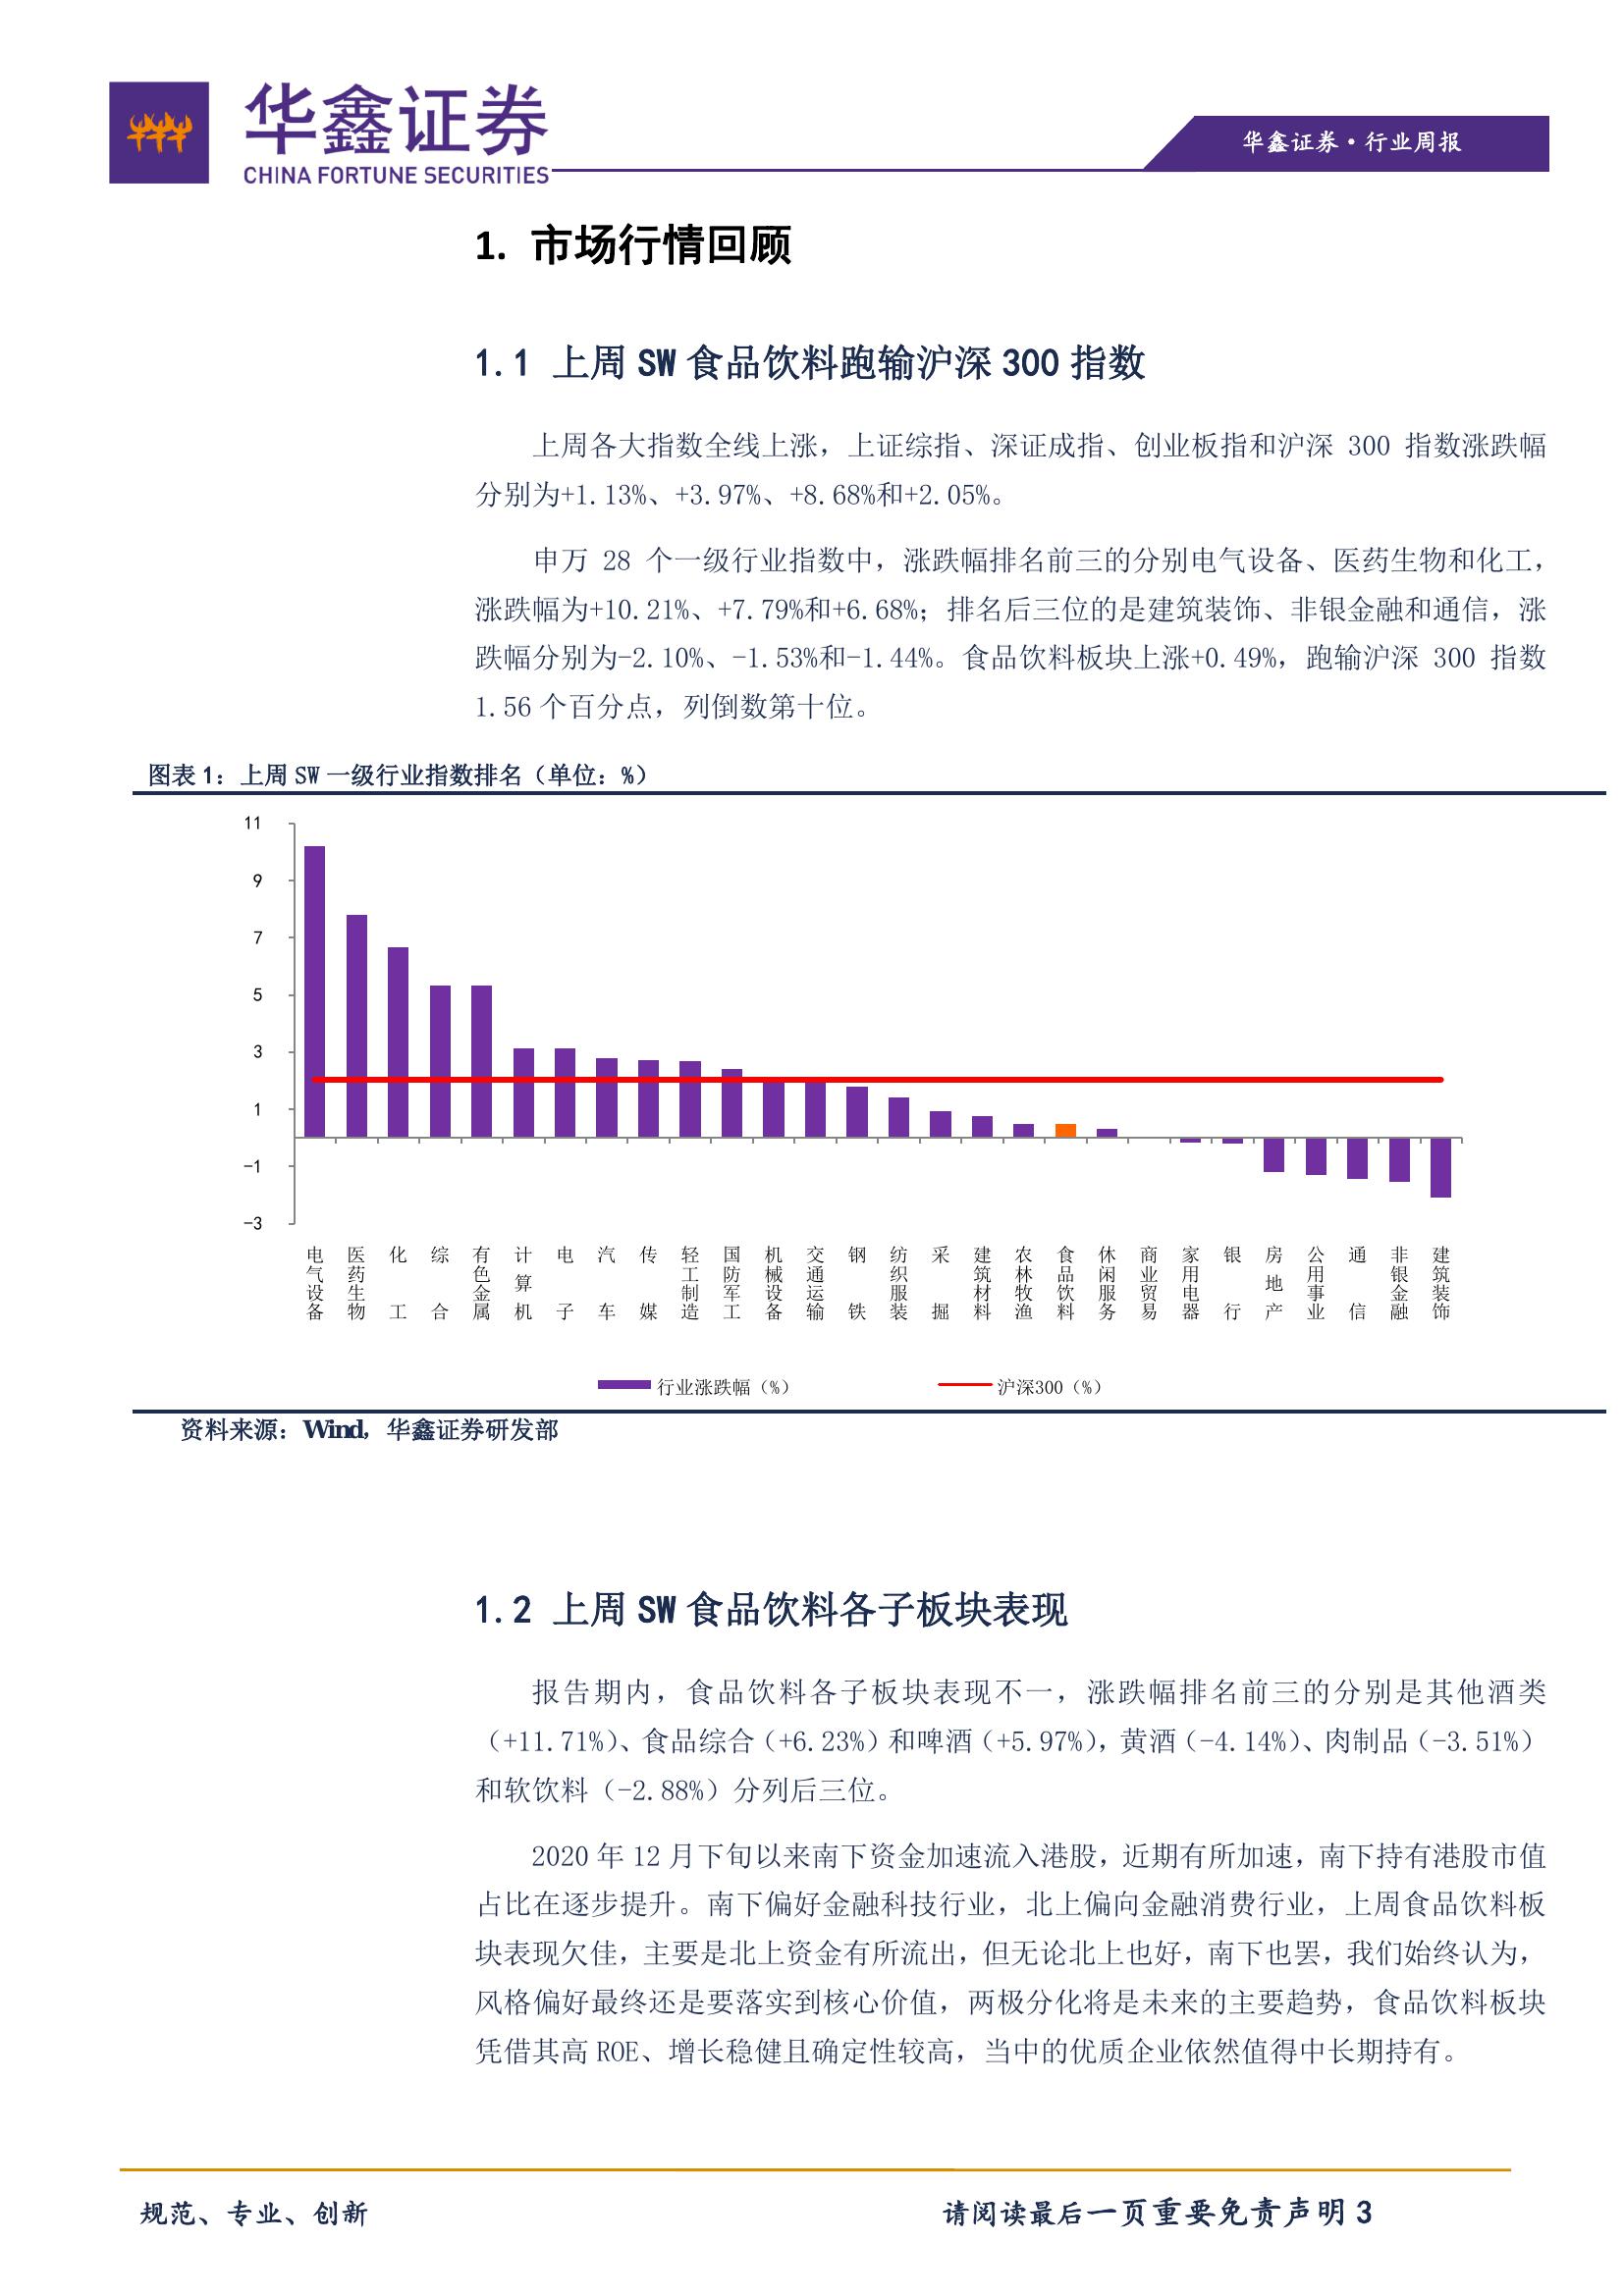 华鑫证券
CHINA FORTUNE SECURITIES
华鑫证券·行业周报
1. 市场行情回顾
1.1 上周 SW 食品饮料跑输沪深 300 指数
上周各大指数全线上涨，上证综指、深证成指、创业板指和沪深 300 指数涨跌幅
分别为+1.13%、+3.97%、+8.68%和+2.05%。
申万 28 个一级行业指数中，涨跌幅排名前三的分别电气设备、医药生物和化工，
涨跌幅为+10.21%、+7.79%和+6.68%；排名后三位的是建筑装饰、非银金融和通信，涨
跌幅分别为-2.10%、-1.53%和-1.44%。食品饮料板块上涨+0.49%，跑输沪深 300 指数
1.56 个百分点，列倒数第十位。
图表 1：上周 SW 一级行业指数排名（单位：%）
11
9
7
5
3
1
-1
-3
电气设备 医药生物 化工 综合 有色金属 计算机 电子 汽车 传媒 轻工制造 国防军工 机械设备 交通运输 钢铁 纺织服装 采掘 建筑材料 农林牧渔 食品饮料 休闲服务 商业贸易 家用电器 银行 房地产 公用事业 通信 非银金融 建筑装饰
行业涨跌幅（%） 沪深300（%）
资料来源：Wind，华鑫证券研发部
1.2 上周 SW 食品饮料各子板块表现
报告期内，食品饮料各子板块表现不一，涨跌幅排名前三的分别是其他酒类
（+11.71%）、食品综合（+6.23%）和啤酒（+5.97%），黄酒（-4.14%）、肉制品（-3.51%）
和软饮料（-2.88%）分列后三位。
2020 年 12 月下旬以来南下资金加速流入港股，近期有所加速，南下持有港股市值
占比在逐步提升。南下偏好金融科技行业，北上偏向金融消费行业，上周食品饮料板
块表现欠佳，主要是北上资金有所流出，但无论北上也好，南下也罢，我们始终认为，
风格偏好最终还是要落实到核心价值，两极分化将是未来的主要趋势，食品饮料板块
凭借其高 ROE、增长稳健且确定性较高，当中的优质企业依然值得中长期持有。
规范、专业、创新
请阅读最后一页重要免责声明 3